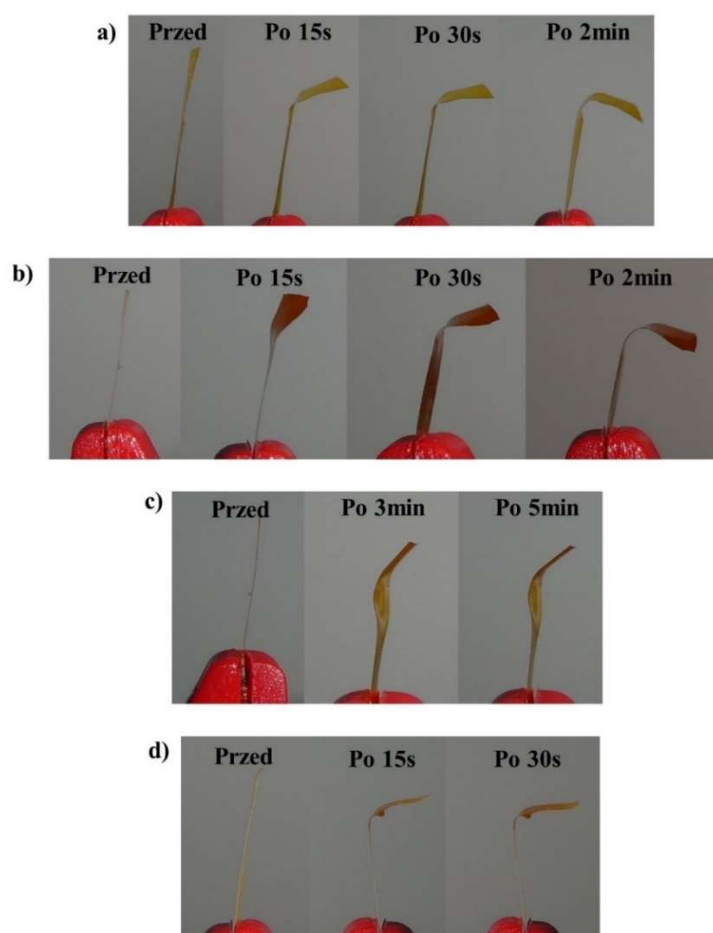 a) Przed Po 15s Po 30s Po 2min
b) Przed Po 15s Po 30s Po 2min
c) Przed Po 3min Po 5min
d) Przed Po 15s Po 30s